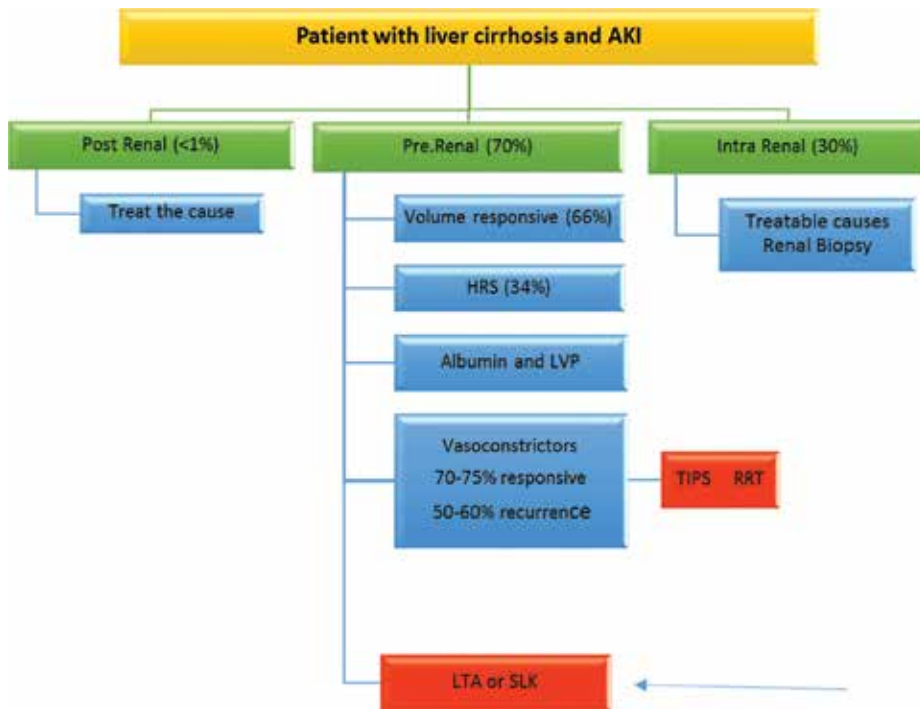 Patient with liver cirrhosis and AKI
Post Renal (<1%)
Treat the cause
Pre.Renal (70%)
Volume responsive (66%)
HRS (34%)
Albumin and LVP
Vasoconstrictors
70-75% responsive
50-60% recurrence
TIPS RRT
LTA or SLK
Intra Renal (30%)
Treatable causes
Renal Biopsy